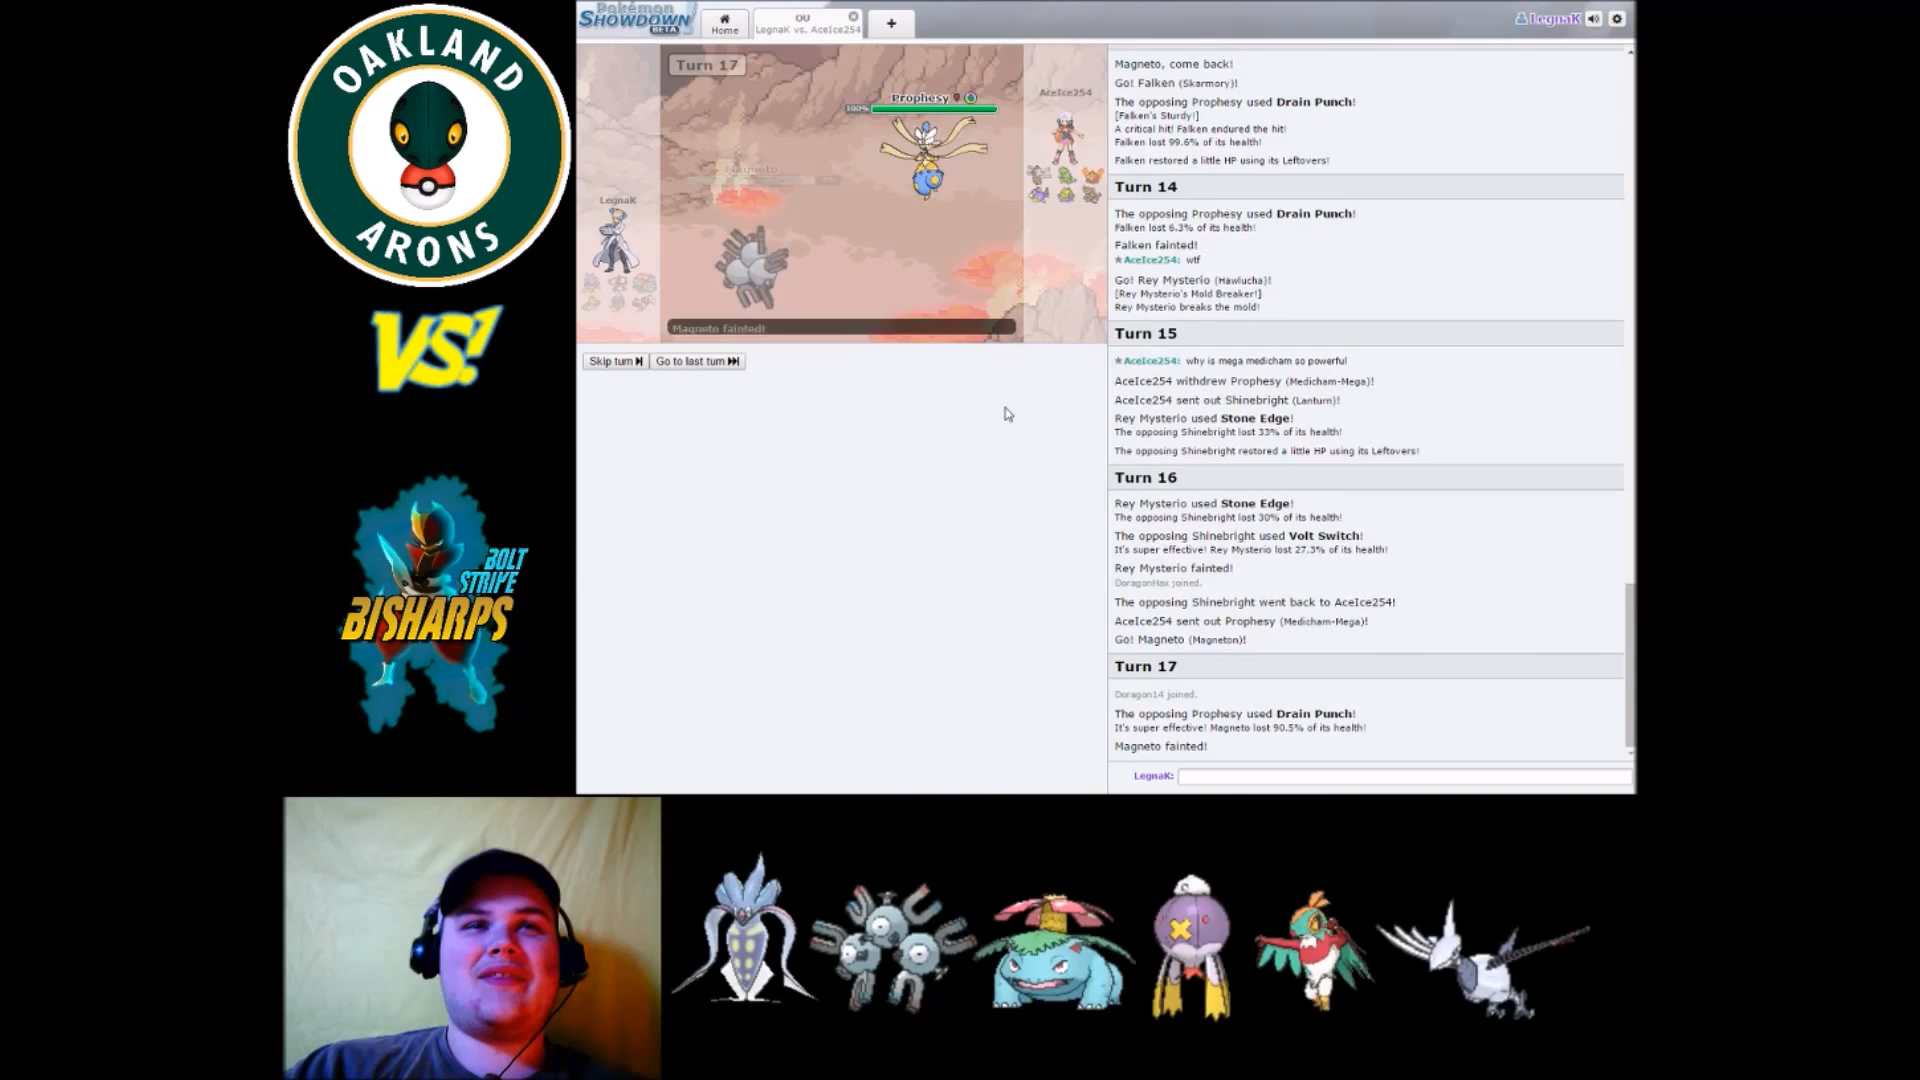 OAKLAND
ARONS
VS!
BOLT
STRIKE
BISHARPS
Pokémon
SHOWDOWN
BETA
Home
OU
LegnaK vs. AceIce254
+
LegnaK
Turn 17
Prophesy
100%
AceIce254
Magneto
LegnaK
Magneto fainted!
Skip turn
Go to last turn
Magneto, come back!
Go! Falken (Skarmory)!
The opposing Prophesy used Drain Punch!
[Falken's Sturdy!]
A critical hit! Falken endured the hit!
Falken lost 99.6% of its health!
Falken restored a little HP using its Leftovers!
Turn 14
The opposing Prophesy used Drain Punch!
Falken lost 6.3% of its health!
Falken fainted!
★AceIce254: wtf
Go! Rey Mysterio (Hawlucha)!
[Rey Mysterio's Mold Breaker!]
Rey Mysterio breaks the mold!
Turn 15
★AceIce254: why is mega medicham so powerful
AceIce254 withdrew Prophesy (Medicham-Mega)!
AceIce254 sent out Shinebright (Lanturn)!
Rey Mysterio used Stone Edge!
The opposing Shinebright lost 33% of its health!
The opposing Shinebright restored a little HP using its Leftovers!
Turn 16
Rey Mysterio used Stone Edge!
The opposing Shinebright lost 30% of its health!
The opposing Shinebright used Volt Switch!
It's super effective! Rey Mysterio lost 27.3% of its health!
Rey Mysterio fainted!
DoragonHax joined.
The opposing Shinebright went back to AceIce254!
AceIce254 sent out Prophesy (Medicham-Mega)!
Go! Magneto (Magneton)!
Turn 17
Doragon14 joined.
The opposing Prophesy used Drain Punch!
It's super effective! Magneto lost 90.5% of its health!
Magneto fainted!
LegnaK: